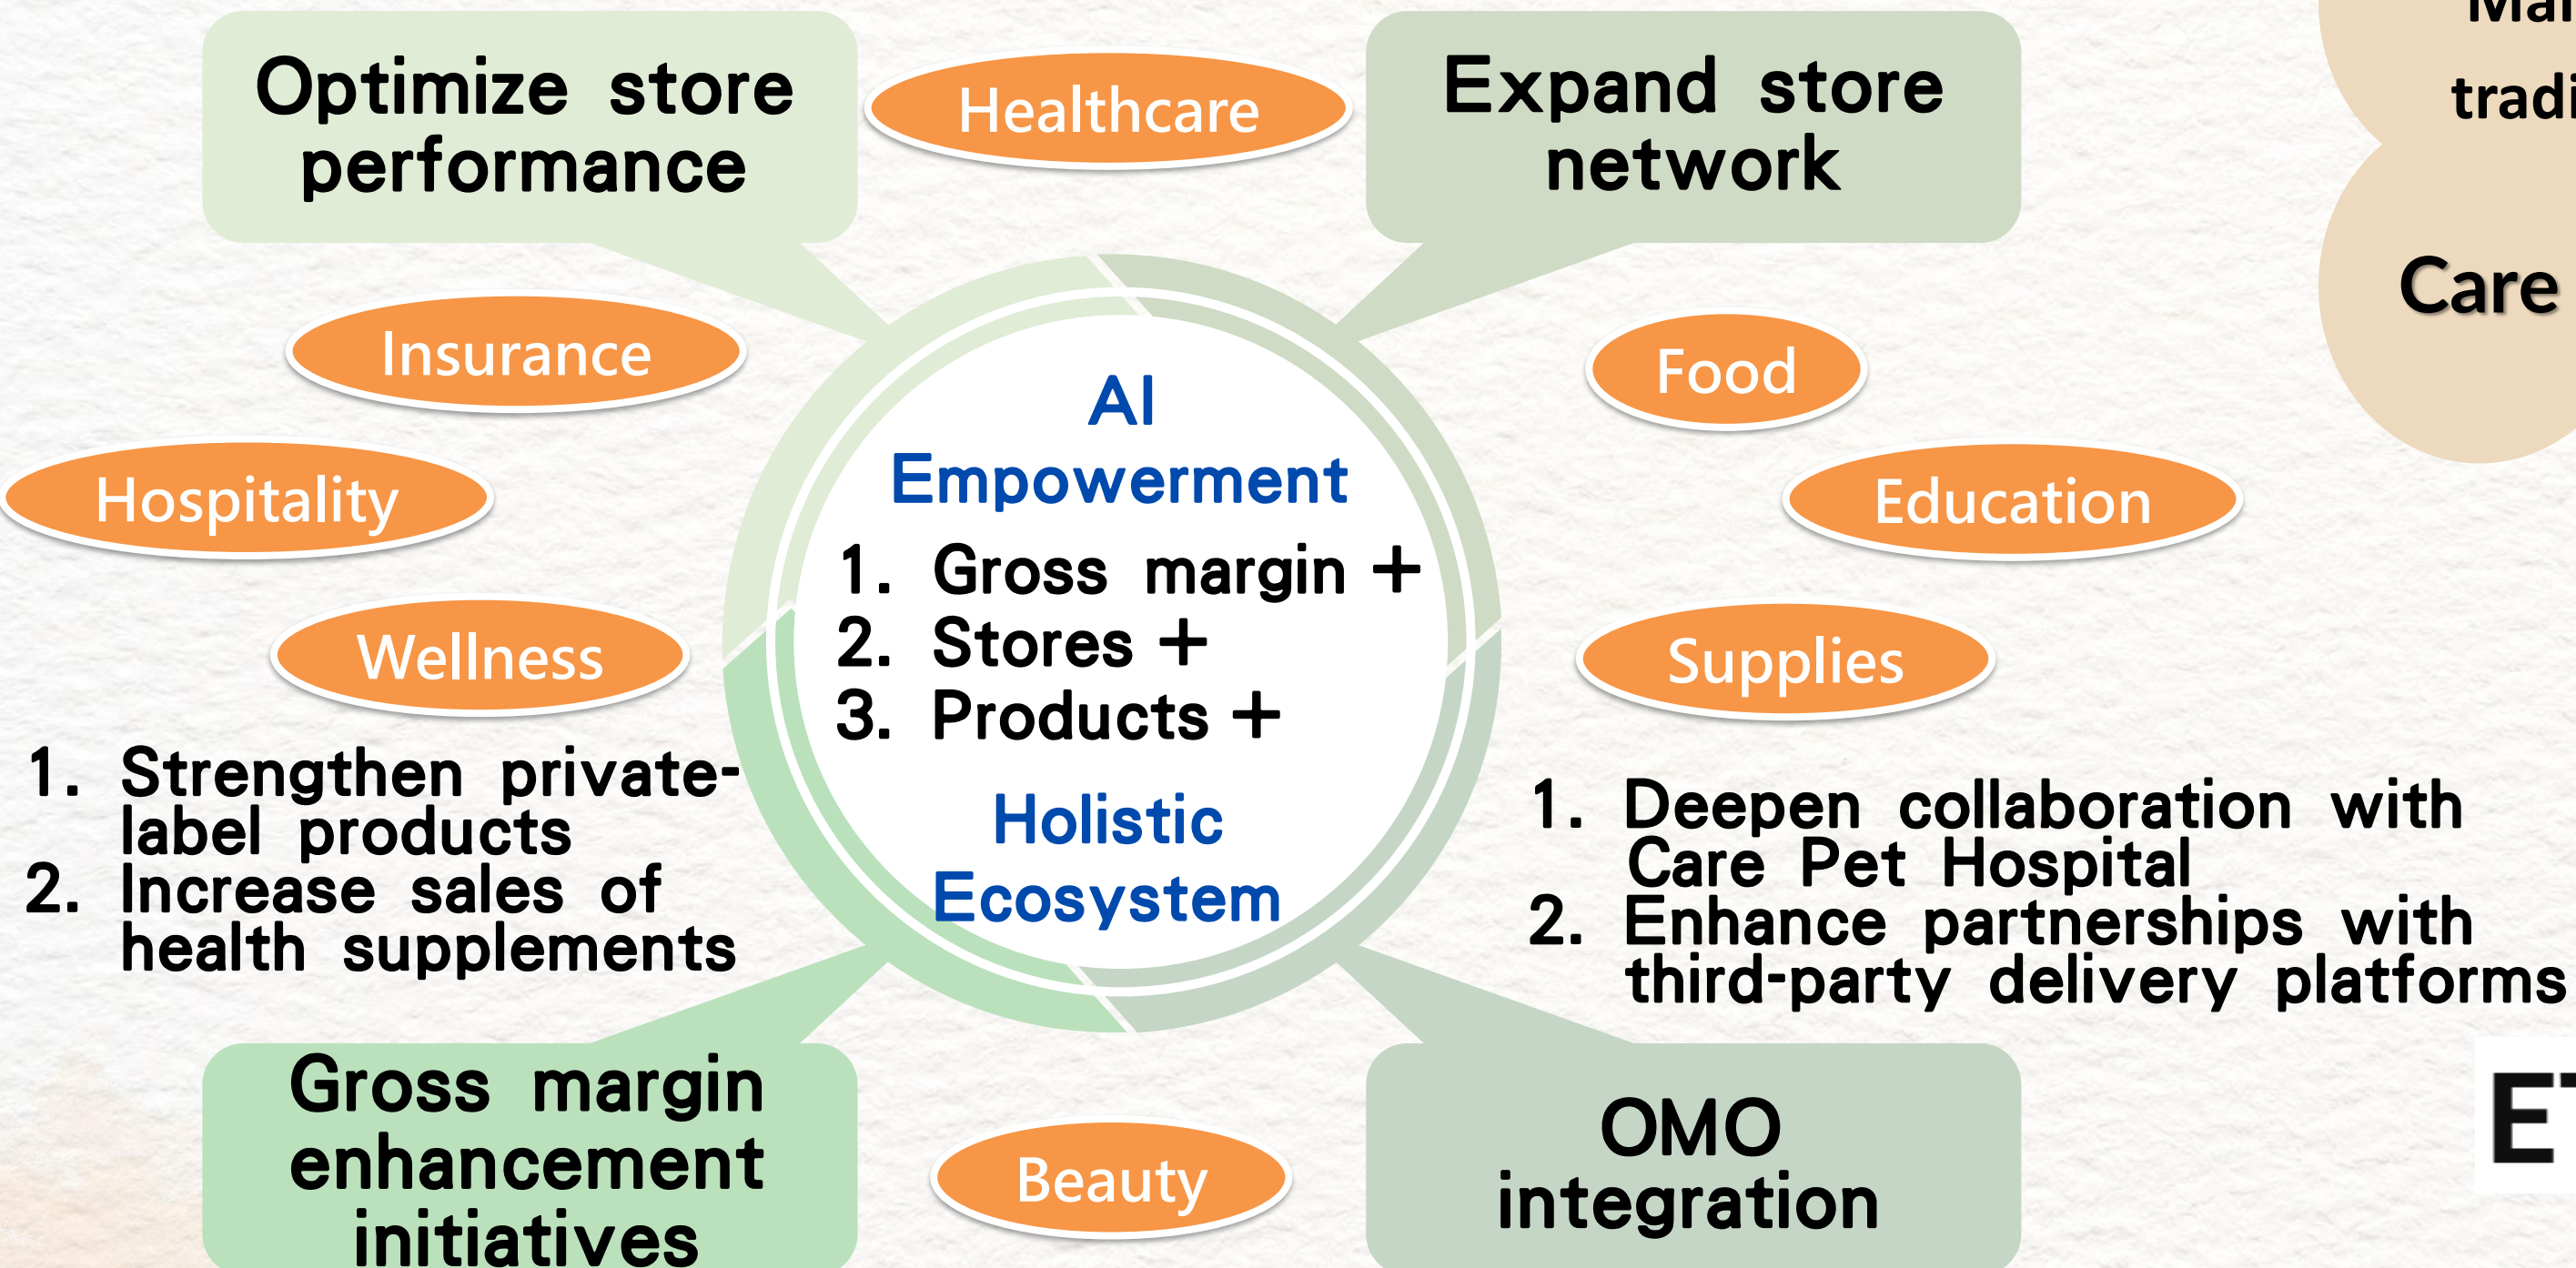 Optimize store
performance
Healthcare
Expand store
network
Insurance
Hospitality
Wellness
AI
Empowerment
1. Gross margin +
2. Stores +
3. Products +
Holistic
Ecosystem
Food
Education
Supplies
1. Strengthen private-
label products
2. Increase sales of
health supplements
1. Deepen collaboration with
Care Pet Hospital
2. Enhance partnerships with
third-party delivery platforms
Gross margin
enhancement
initiatives
Beauty
OMO
integration
Care